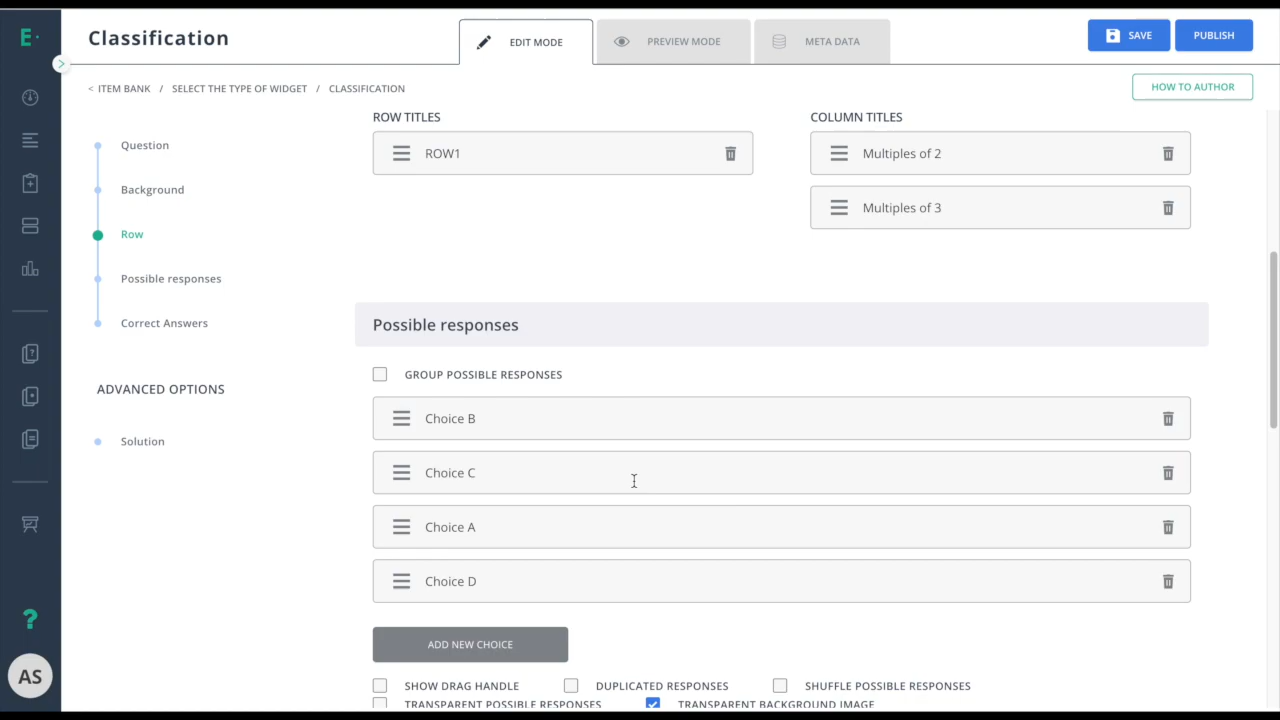 E·
Classification
EDIT MODE
PREVIEW MODE
META DATA
SAVE
PUBLISH
< ITEM BANK / SELECT THE TYPE OF WIDGET / CLASSIFICATION
HOW TO AUTHOR
Question
Background
Row
Possible responses
Correct Answers
ADVANCED OPTIONS
Solution
ROW TITLES
ROW1
COLUMN TITLES
Multiples of 2
Multiples of 3
Possible responses
GROUP POSSIBLE RESPONSES
Choice B
Choice C
Choice A
Choice D
ADD NEW CHOICE
SHOW DRAG HANDLE
DUPLICATED RESPONSES
SHUFFLE POSSIBLE RESPONSES
TRANSPARENT POSSIBLE RESPONSES
TRANSPARENT BACKGROUND IMAGE
?
AS